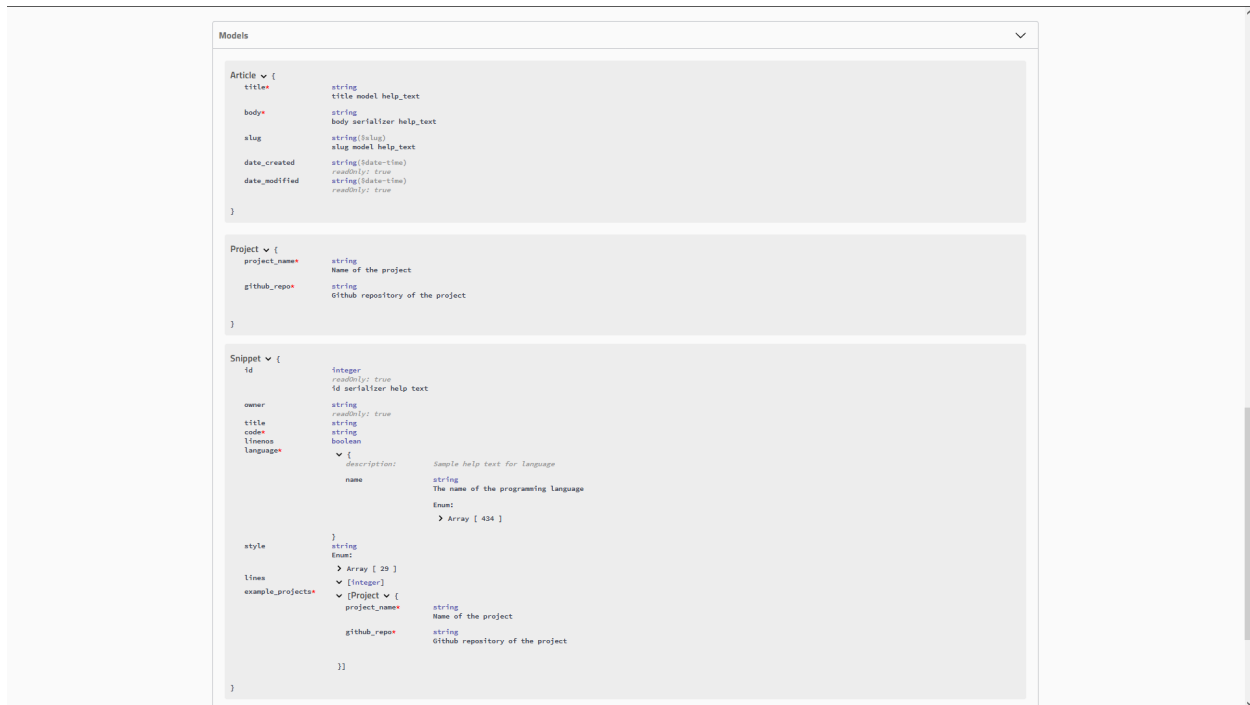 Models
Article {
title* string
title model help_text
body* string
body serializer help_text
slug string($slug)
slug model help_text
date_created string($date-time)
readOnly: true
date_modified string($date-time)
readOnly: true
}
Project {
project_name* string
Name of the project
github_repo* string
Github repository of the project
}
Snippet {
id integer
readOnly: true
id serializer help text
owner string
readOnly: true
title string
code* string
linenos boolean
language* {
description: Sample help text for language
name string
The name of the programming language
Enum:
Array [ 434 ]
}
style string
Enum:
Array [ 29 ]
lines [integer]
example_projects* [Project {
project_name* string
Name of the project
github_repo* string
Github repository of the project
}]
}